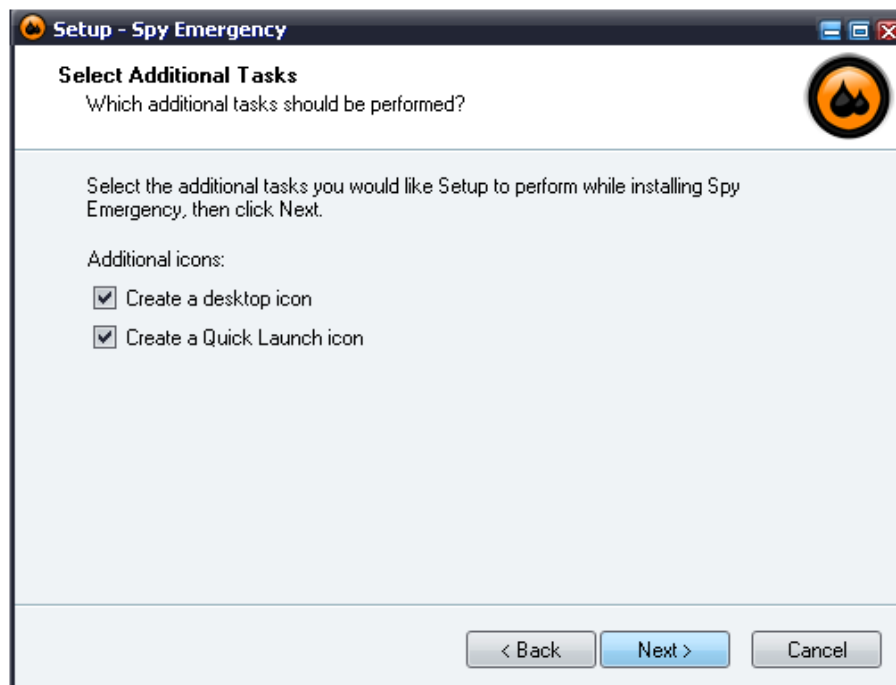 Setup - Spy Emergency
Select Additional Tasks
Which additional tasks should be performed?
Select the additional tasks you would like Setup to perform while installing Spy
Emergency, then click Next.
Additional icons:
Create a desktop icon
Create a Quick Launch icon
< Back Next > Cancel